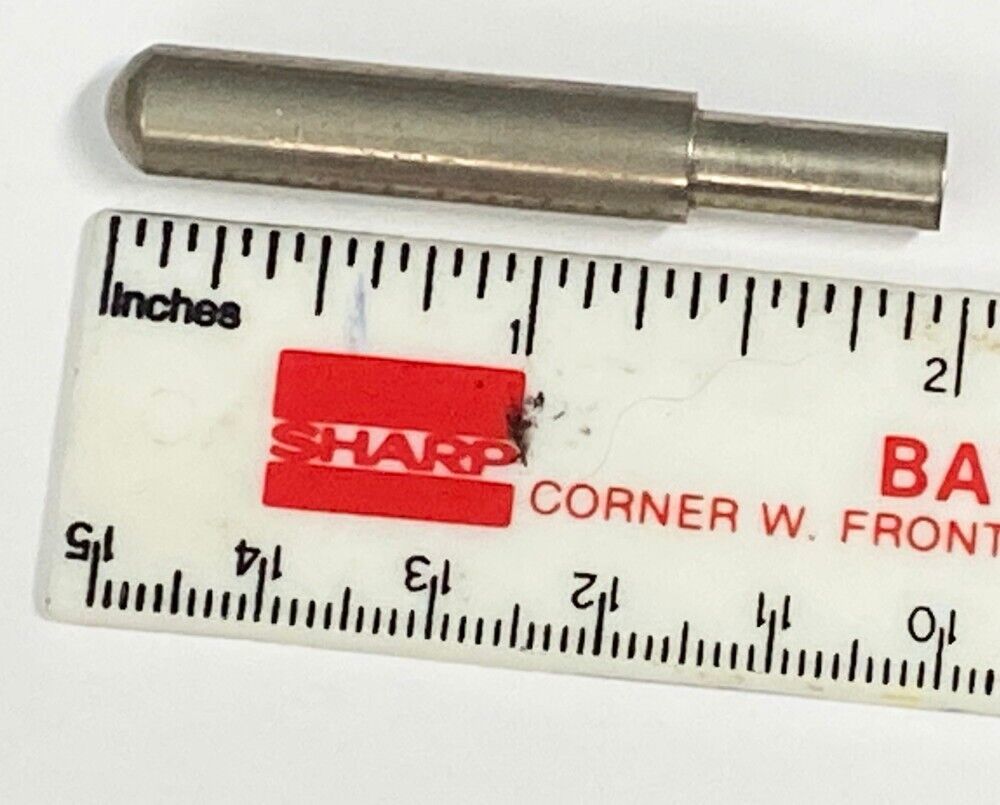 Inches
1
2
SHARP
BA
CORNER W. FRONT
15 14 13 12 11 10